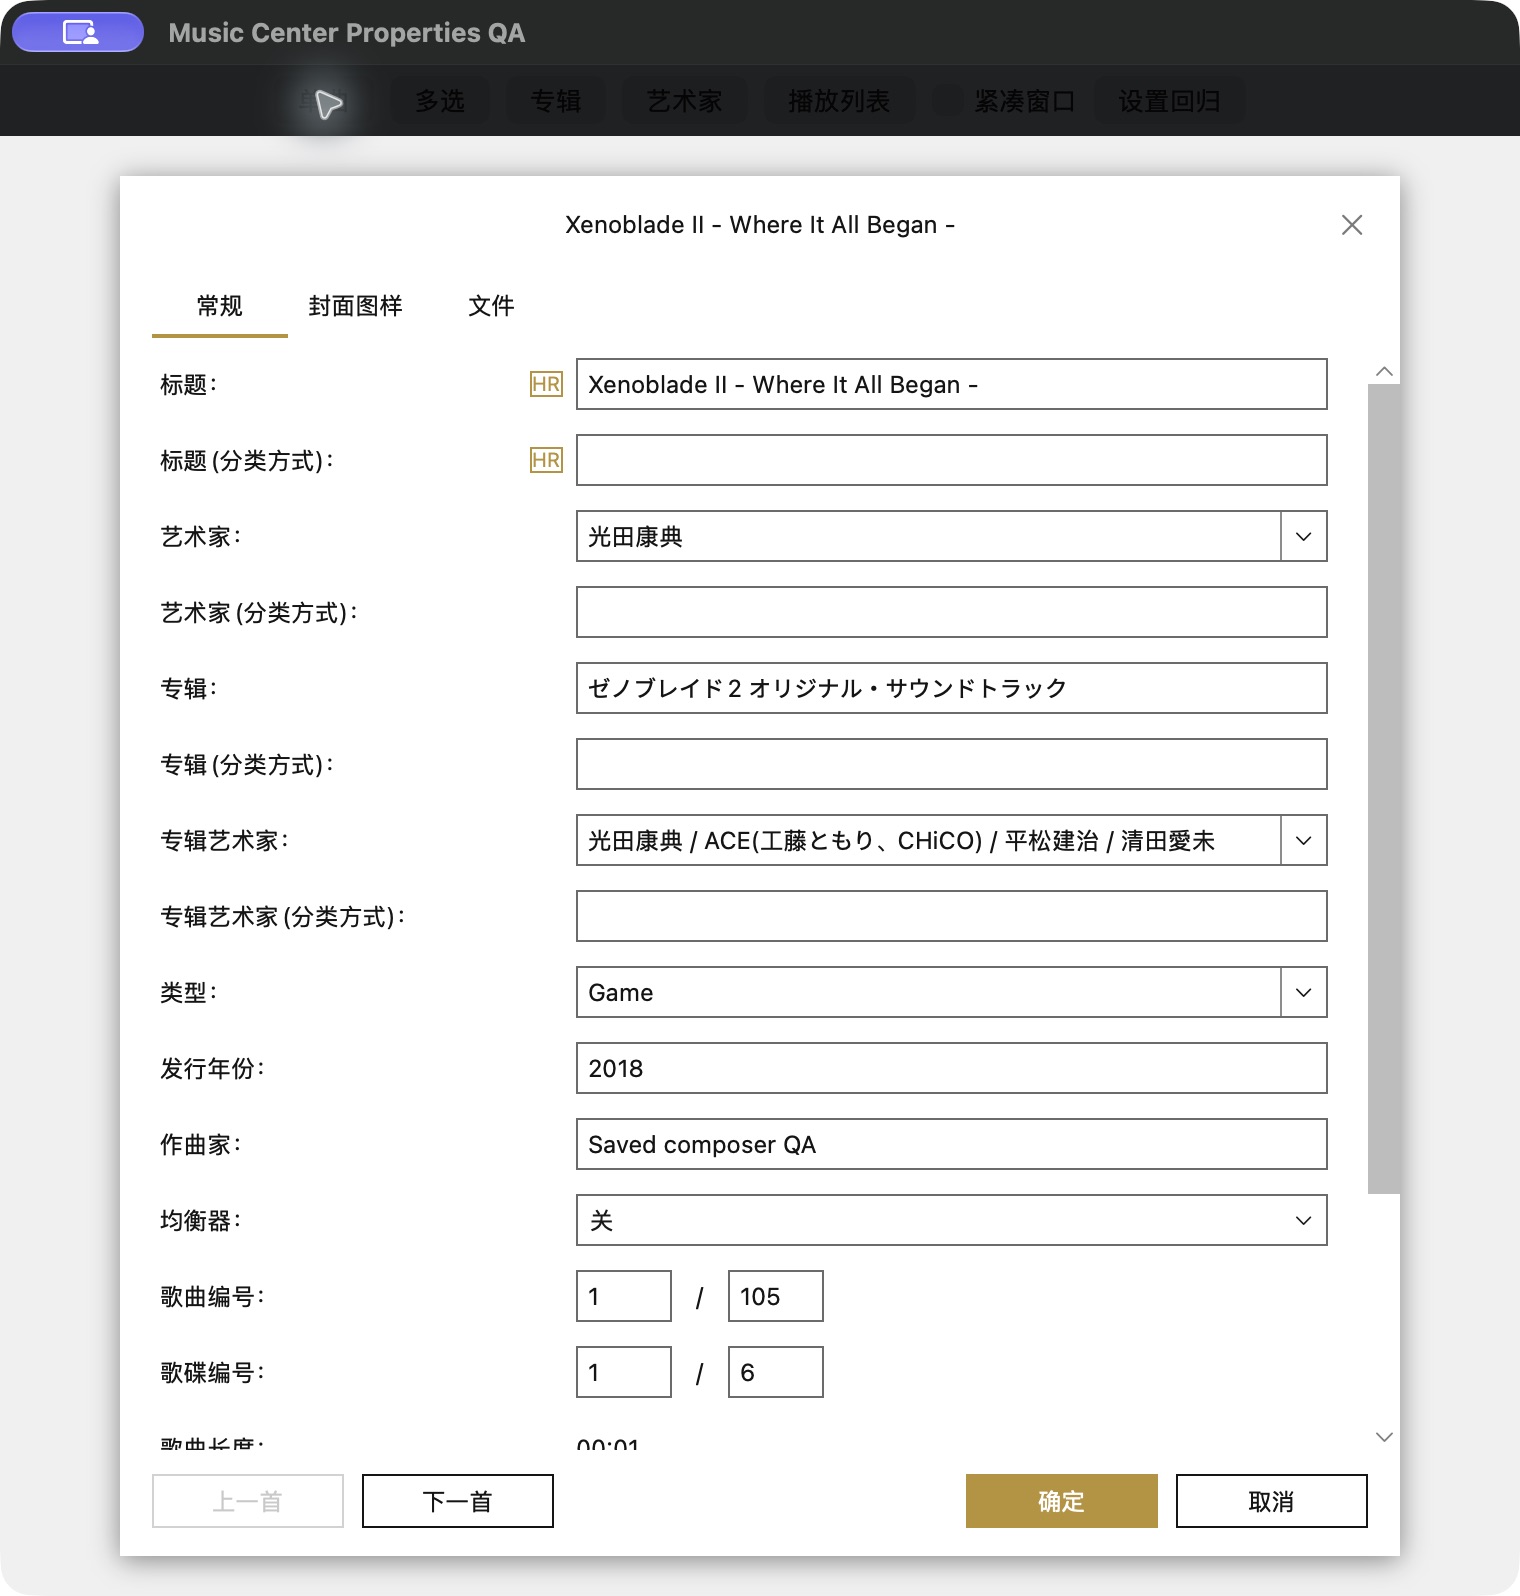 Music Center Properties QA
多选 专辑 艺术家 播放列表 紧凑窗口 设置回归
Xenoblade II - Where It All Began -
常规 封面图样 文件
标题: HR Xenoblade II - Where It All Began -
标题 (分类方式): HR
艺术家: 光田康典
艺术家 (分类方式):
专辑: ゼノブレイド2 オリジナル・サウンドトラック
专辑 (分类方式):
专辑艺术家: 光田康典 / ACE(工藤ともり、CHiCO) / 平松建治 / 清田愛未
专辑艺术家 (分类方式):
类型: Game
发行年份: 2018
作曲家: Saved composer QA
均衡器: 关
歌曲编号: 1 / 105
歌碟编号: 1 / 6
歌曲长度: 00:01
上一首 下一首 确定 取消